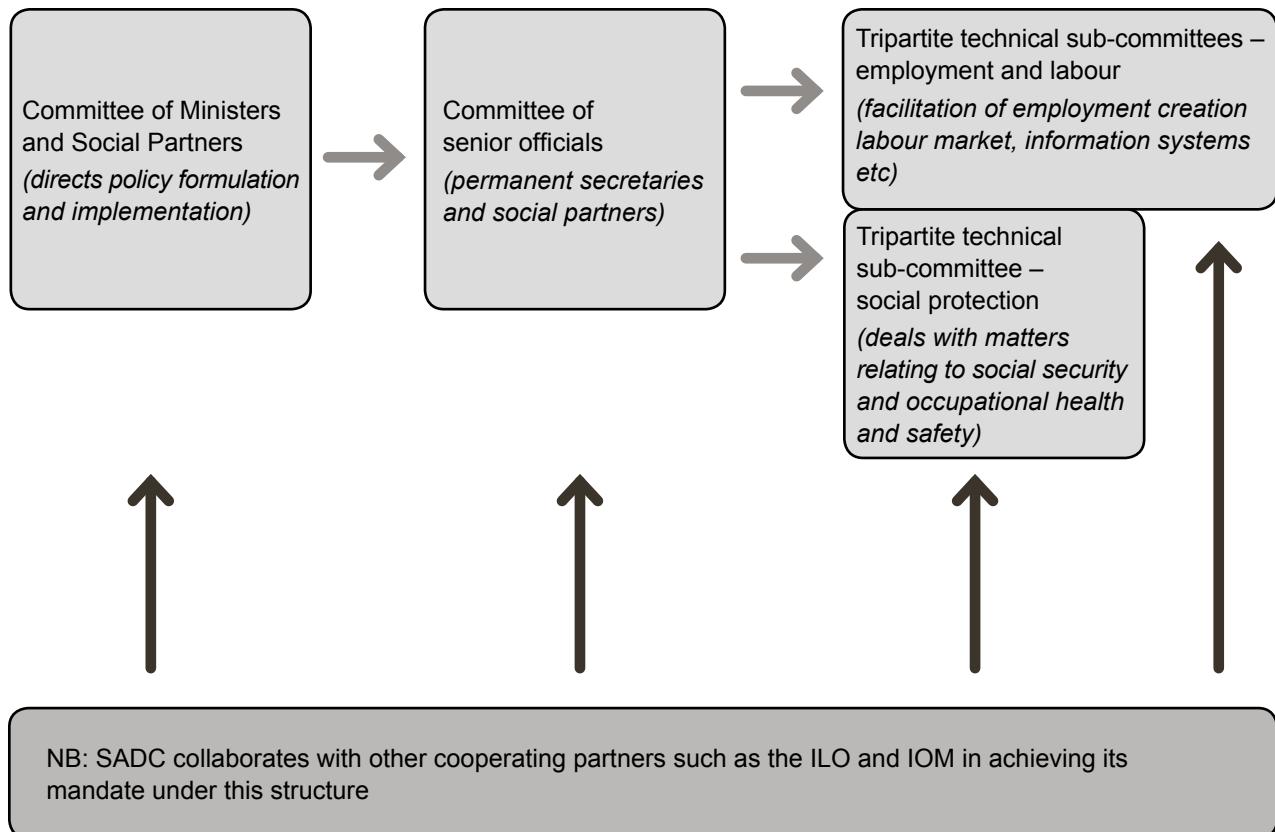 Committee of Ministers
and Social Partners
(directs policy formulation
and implementation)
Committee of
senior officials
(permanent secretaries
and social partners)
Tripartite technical sub-committees –
employment and labour
(facilitation of employment creation
labour market, information systems
etc)
Tripartite technical
sub-committee –
social protection
(deals with matters
relating to social security
and occupational health
and safety)
NB: SADC collaborates with other cooperating partners such as the ILO and IOM in achieving its
mandate under this structure